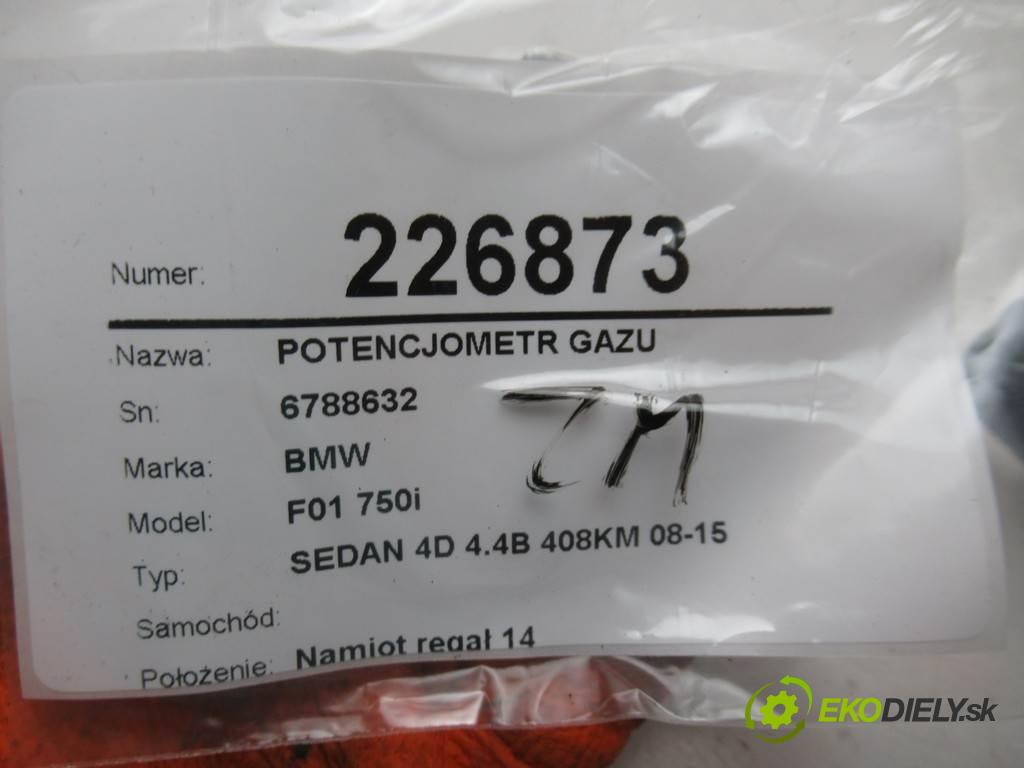 Numer: 226873
Nazwa: POTENCJOMETR GAZU
Sn: 6788632
Marka: BMW
Model: F01 750i
Typ: SEDAN 4D 4.4B 408KM 08-15
Samochód:
Położenie: Namiot regał 14
EKODIELY.sk